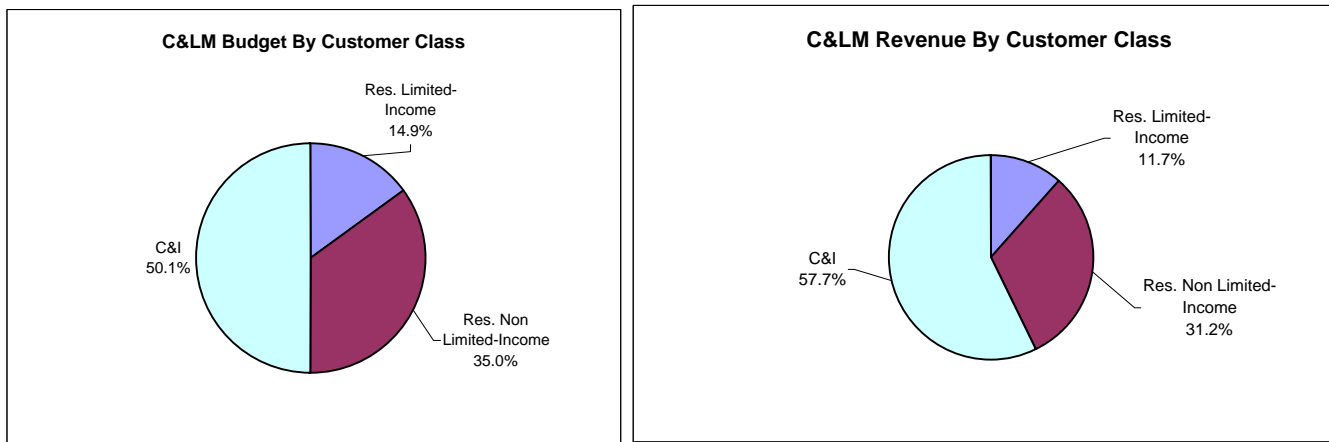 C&LM Budget By Customer Class
Res. Limited-
Income
14.9%
C&I
50.1%
Res. Non
Limited-Income
35.0%
C&LM Revenue By Customer Class
Res. Limited-
Income
11.7%
C&I
57.7%
Res. Non Limited-
Income
31.2%